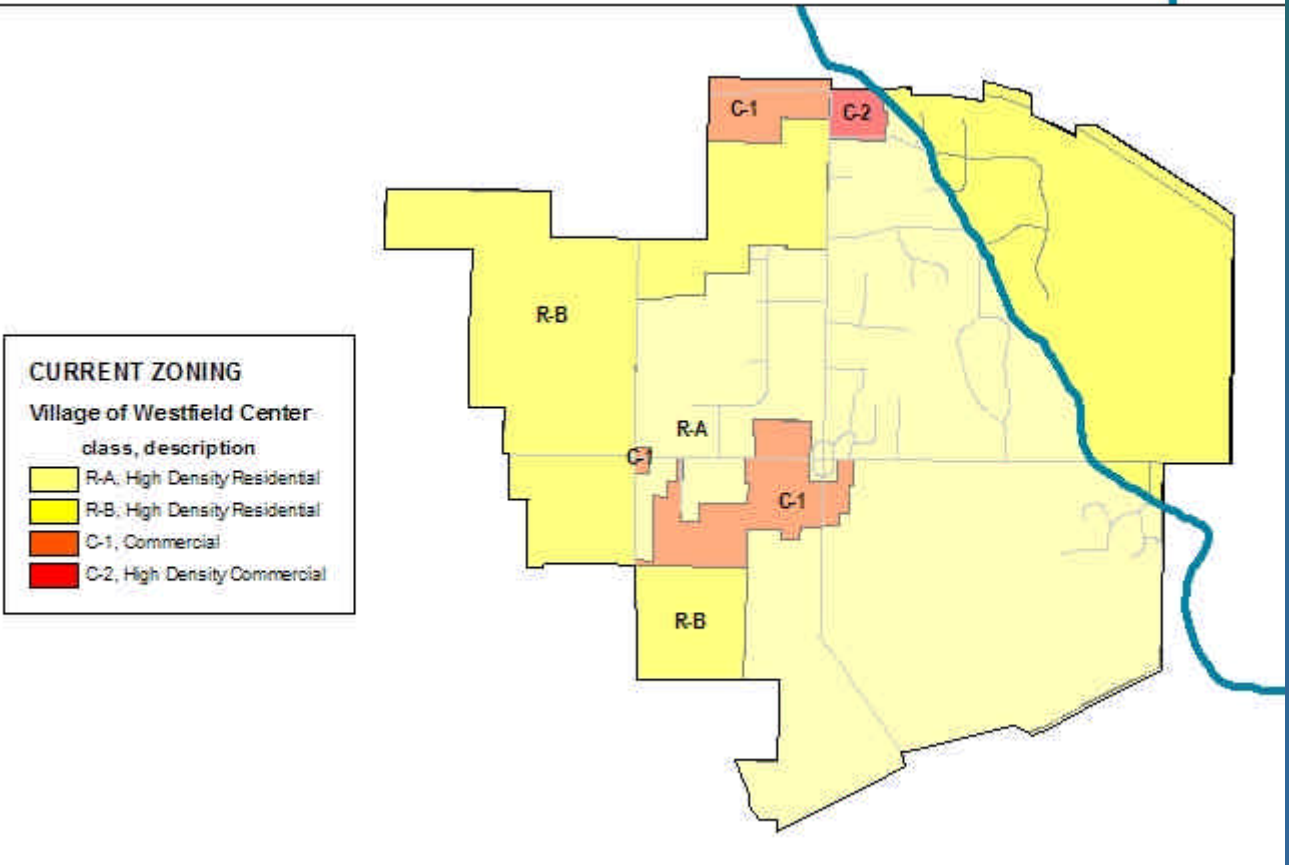 C-1
C-2
R-B
CURRENT ZONING
Village of Westfield Center
class, description
R-A, High Density Residential
R-B, High Density Residential
C-1, Commercial
C-2, High Density Commercial
R-A
C-1
C-1
R-B